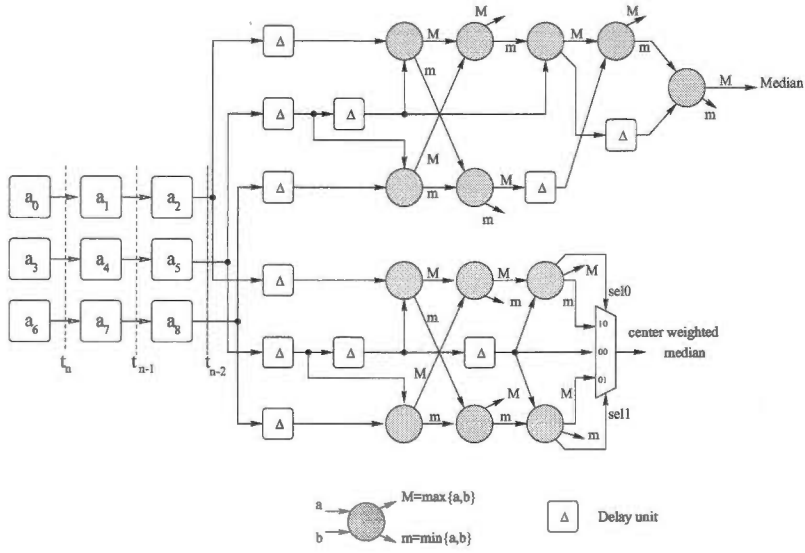 M
M
Δ
M
m
m
M
m
M
Median
m
Δ
Δ
Δ
M
Δ
M
m
M
Δ
m
a0 a1 a2
a3 a4 a5
a6 a7 a8
tn tn-1 tn-2
Δ
M
M
M
sel0
m
m
m
10
center weighted
median
Δ
Δ
Δ
00
M
M
M
01
Δ
m
m
m
sel1
a
b
M=max{a,b}
m=min{a,b}
Δ
Delay unit